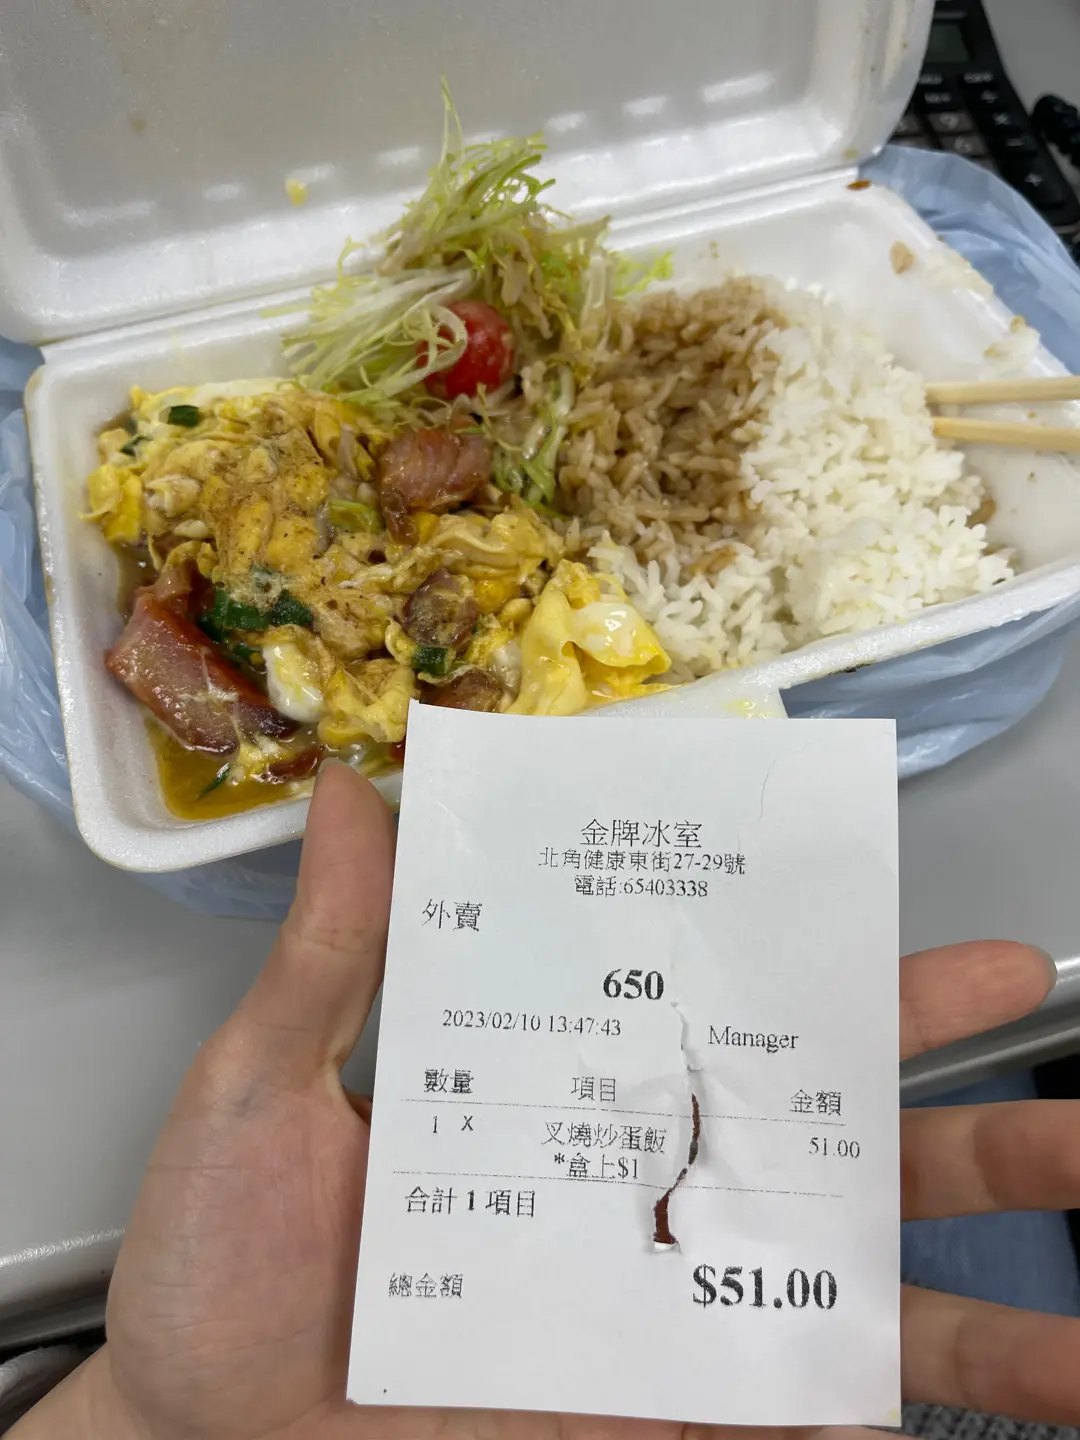 金牌冰室
北角健康東街27-29號
電話:65403338
外賣
650
2023/02/10 13:47:43 Manager
數量 項目 金額
1 X 叉燒炒蛋飯 51.00
*盒上$1
合計 1 項目
總金額 $51.00